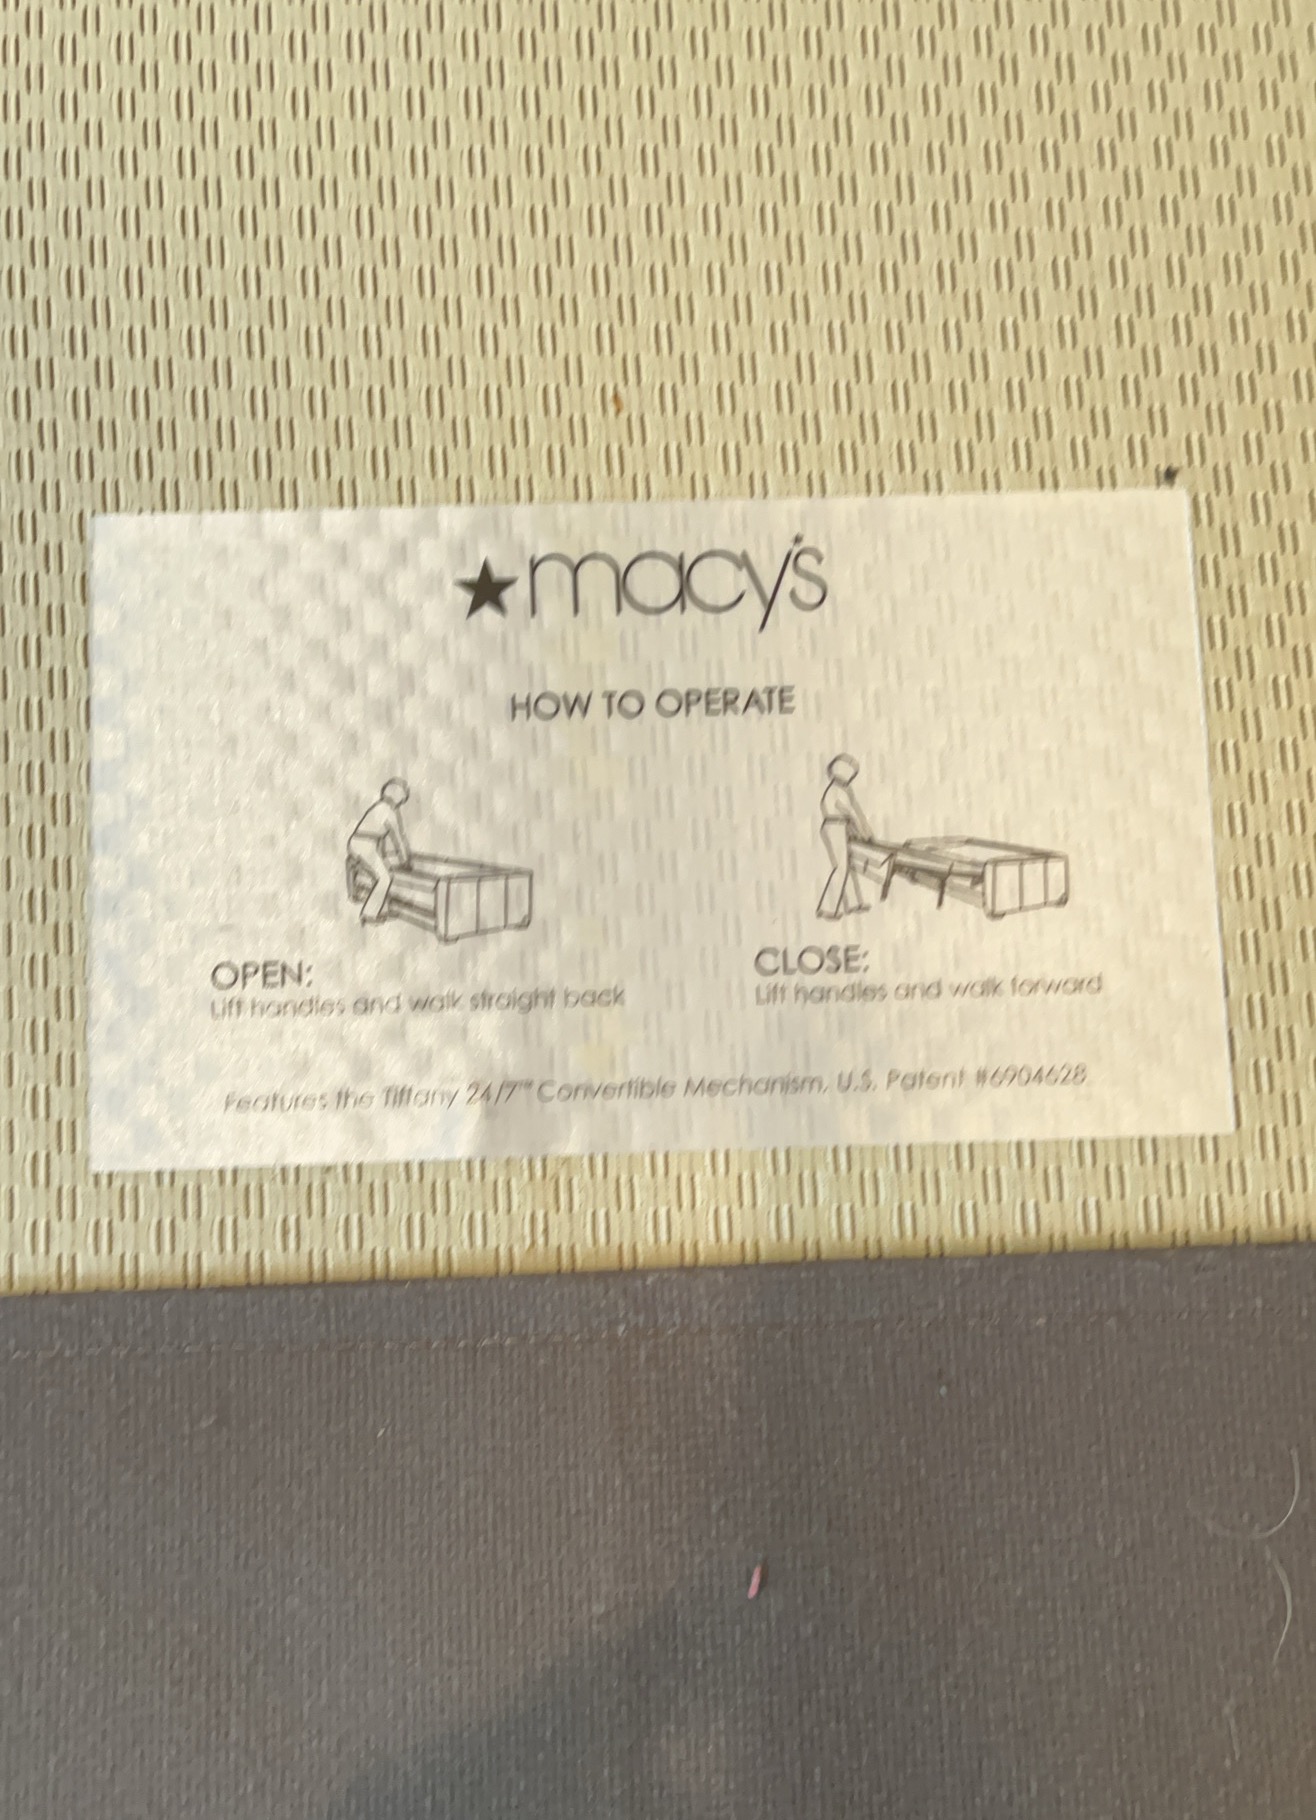 ★macy's
HOW TO OPERATE
OPEN:
Lift handles and walk straight back
CLOSE:
Lift handles and walk forward
Features the Tiffany 24/7™ Convertible Mechanism, U.S. Patent #6904628